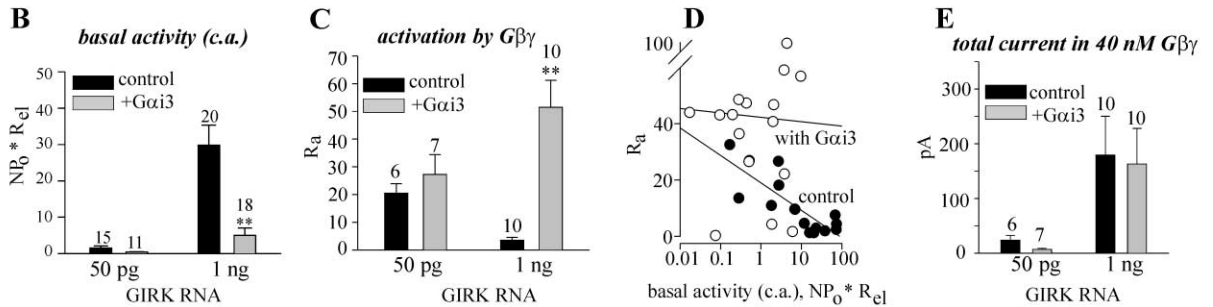 B
basal activity (c.a.)
control
+Gαi3
NPo * Rel
50
40
30
20
10
0
15
11
20
18
**
50 pg
1 ng
GIRK RNA
C
activation by Gβγ
control
+Gαi3
Ra
70
60
50
40
30
20
10
0
6
7
10
10
**
50 pg
1 ng
GIRK RNA
D
Ra
100
80
40
20
0
with Gαi3
control
0.01
0.1
1
10
100
basal activity (c.a.), NPo * Rel
E
total current in 40 nM Gβγ
control
+Gαi3
pA
300
200
100
0
6
7
10
10
50 pg
1 ng
GIRK RNA